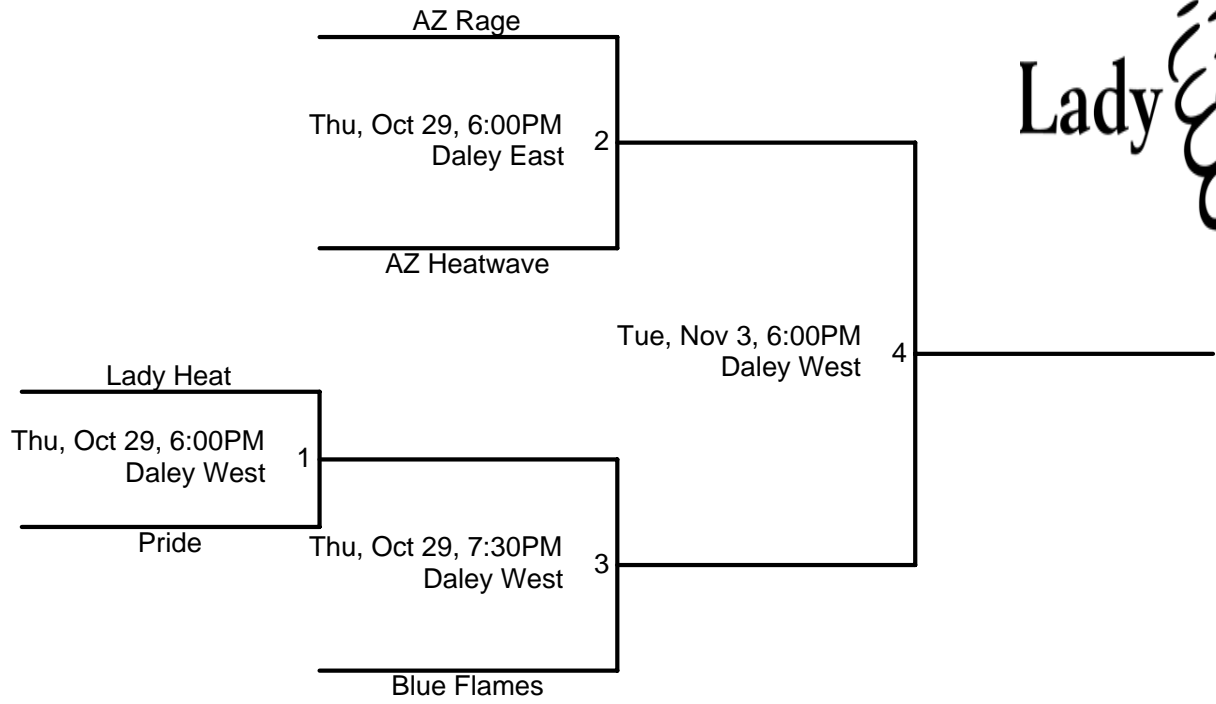 AZ Rage
Lady
Thu, Oct 29, 6:00PM
Daley East
2
AZ Heatwave
Tue, Nov 3, 6:00PM
Daley West
4
Lady Heat
Thu, Oct 29, 6:00PM
Daley West
1
Pride
Thu, Oct 29, 7:30PM
Daley West
3
Blue Flames